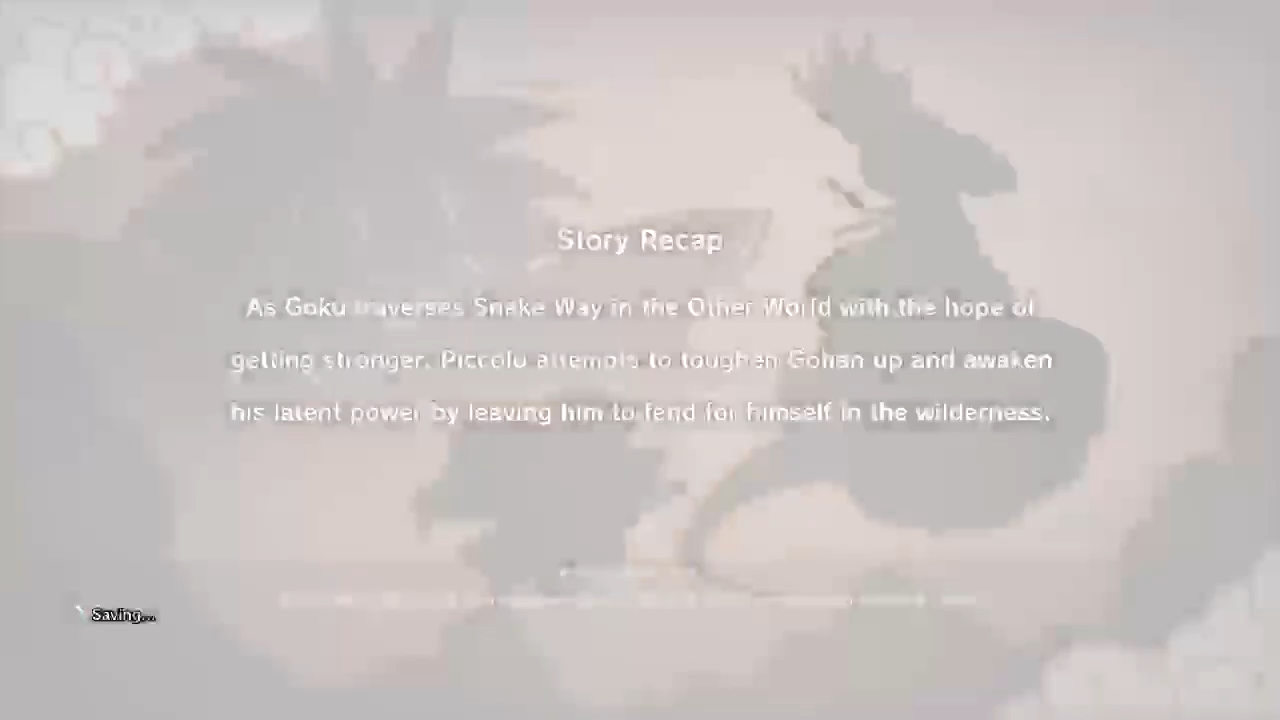 Story Recap
As Goku traverses Snake Way in the Other World with the hope of
getting stronger, Piccolo attempts to toughen Gohan up and awaken
his latent power by leaving him to fend for himself in the wilderness.
Saving...